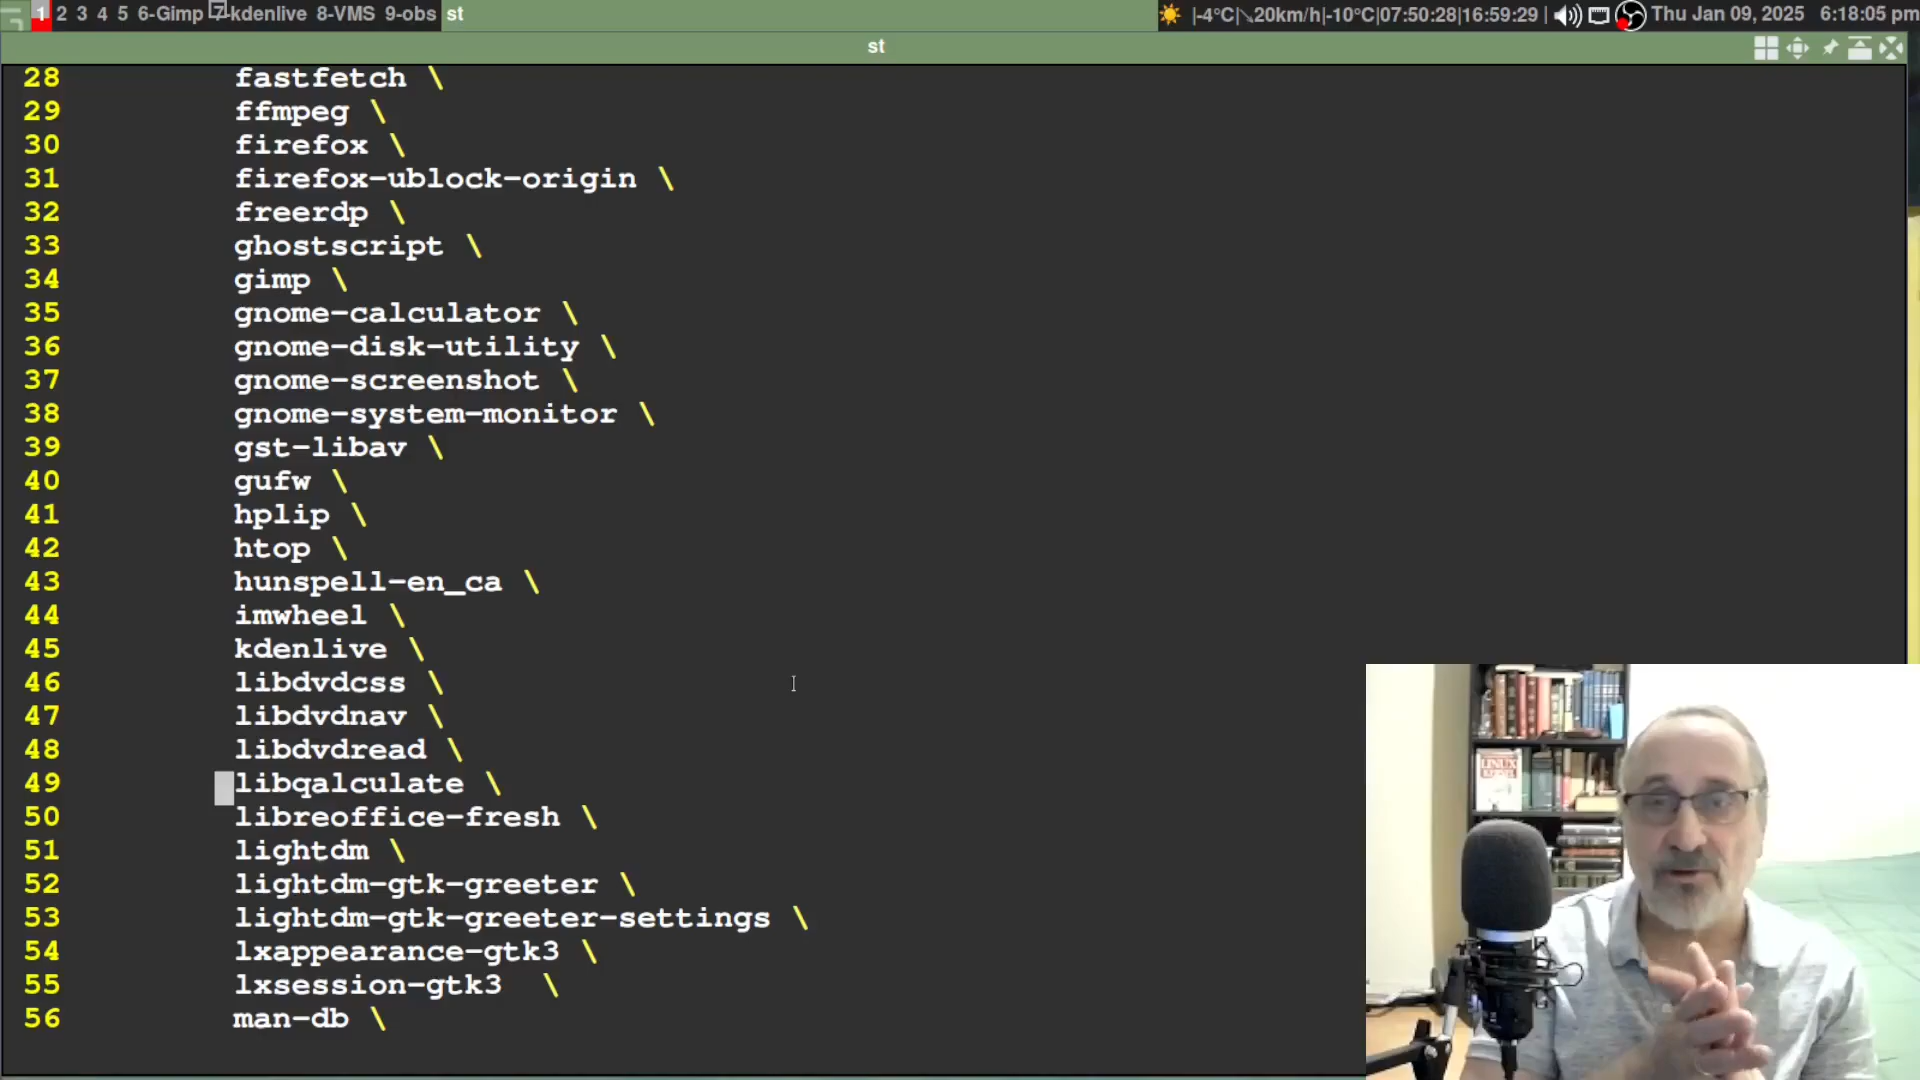 1 2 3 4 5 6-Gimp 7-kdenlive 8-VMS 9-obs st
|-4°C|↘20km/h|-10°C|07:50:28|16:59:29 | Thu Jan 09, 2025 6:18:05 pm
st
28 fastfetch \
29 ffmpeg \
30 firefox \
31 firefox-ublock-origin \
32 freerdp \
33 ghostscript \
34 gimp \
35 gnome-calculator \
36 gnome-disk-utility \
37 gnome-screenshot \
38 gnome-system-monitor \
39 gst-libav \
40 gufw \
41 hplip \
42 htop \
43 hunspell-en_ca \
44 imwheel \
45 kdenlive \
46 libdvdcss \
47 libdvdnav \
48 libdvdread \
49 libqalculate \
50 libreoffice-fresh \
51 lightdm \
52 lightdm-gtk-greeter \
53 lightdm-gtk-greeter-settings \
54 lxappearance-gtk3 \
55 lxsession-gtk3 \
56 man-db \
LINUX
KERNEL